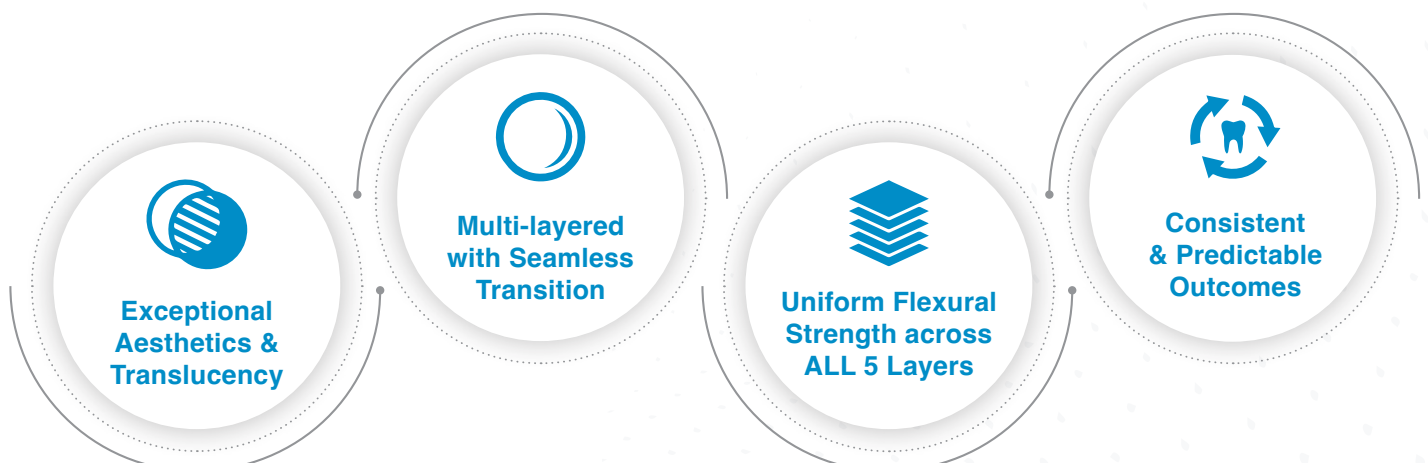 Exceptional
Aesthetics &
Translucency
Multi-layered
with Seamless
Transition
Uniform Flexural
Strength across
ALL 5 Layers
Consistent
& Predictable
Outcomes